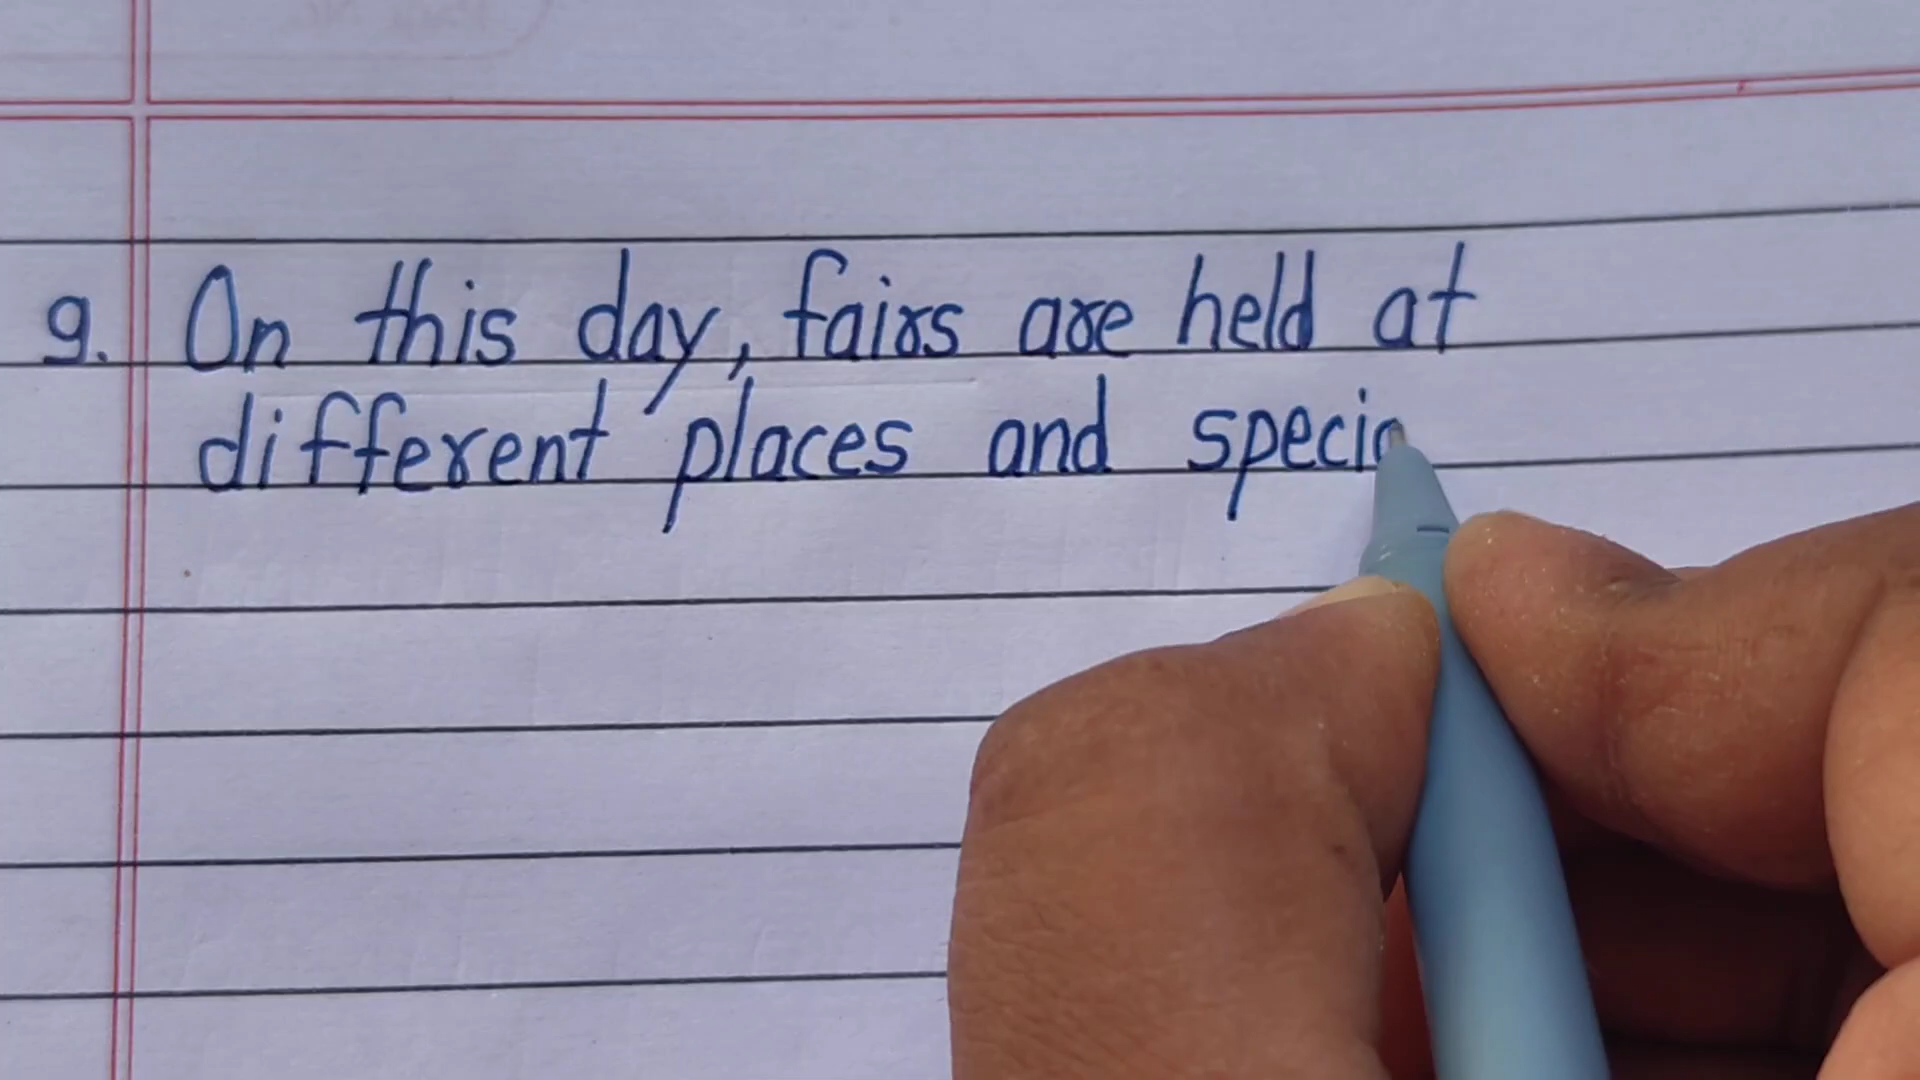 9. On this day, fairs are held at
different places and specia